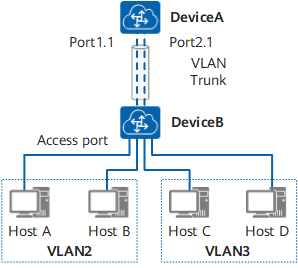 DeviceA
Port1.1
Port2.1
VLAN
Trunk
DeviceB
Access port
Host A
Host B
Host C
Host D
VLAN2
VLAN3